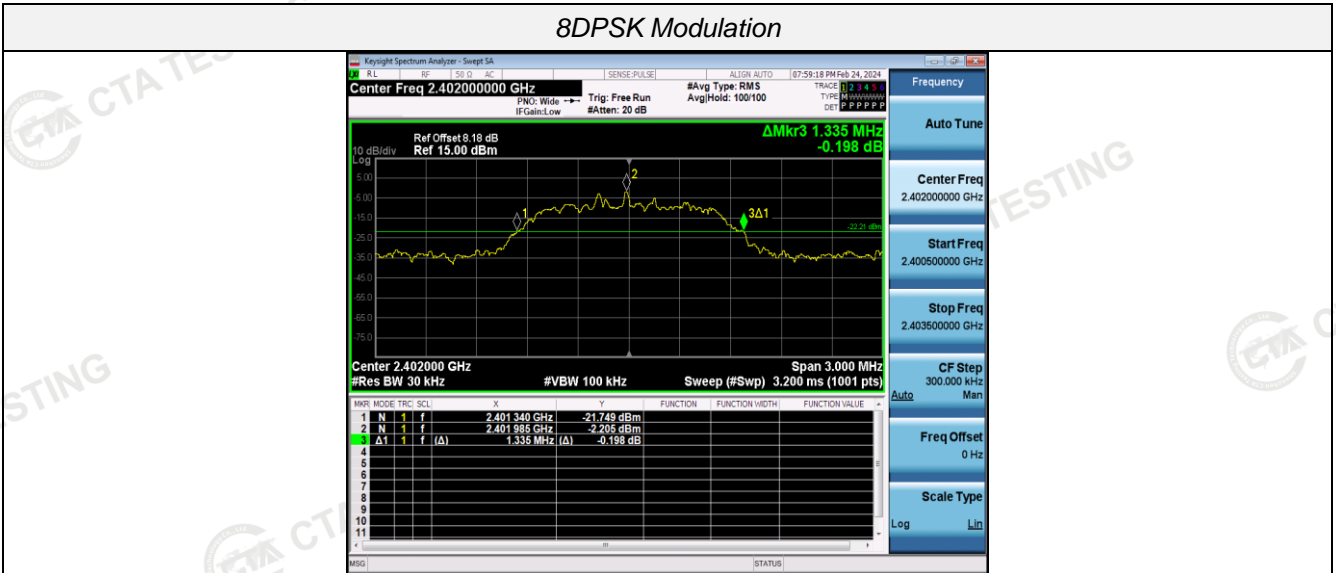 8DPSK Modulation
Keysight Spectrum Analyzer - Swept SA
RL RF 50 Ω AC SENSE:PULSE ALIGN AUTO 07:59:18 PM Feb 24, 2024
Center Freq 2.402000000 GHz
PNO: Wide
IFGain:Low
Trig: Free Run
#Atten: 20 dB
#Avg Type: RMS
Avg|Hold: 100/100
TRACE 1 2 3 4 5 6
TYPE M WWWWW
DET P P P P P P
Frequency
Ref Offset 8.18 dB
10 dB/div Ref 15.00 dBm
Log
ΔMkr3 1.335 MHz
-0.198 dB
5.00
-5.00
-15.0
-25.0
-35.0
-45.0
-55.0
-65.0
-75.0
1
2
3Δ1
-22.21 dBm
Center 2.402000 GHz Span 3.000 MHz
#Res BW 30 kHz #VBW 100 kHz Sweep (#Swp) 3.200 ms (1001 pts)
MKR MODE TRC SCL X Y FUNCTION FUNCTION WIDTH FUNCTION VALUE
1 N 1 f 2.401 340 GHz -21.749 dBm
2 N 1 f 2.401 985 GHz -2.205 dBm
3 Δ1 1 f (Δ) 1.335 MHz (Δ) -0.198 dB
4
5
6
7
8
9
10
11
MSG STATUS
Auto Tune
Center Freq
2.402000000 GHz
Start Freq
2.400500000 GHz
Stop Freq
2.403500000 GHz
CF Step
300.000 kHz
Auto Man
Freq Offset
0 Hz
Scale Type
Log Lin
CTA TE
TESTING
STING
CTA
C